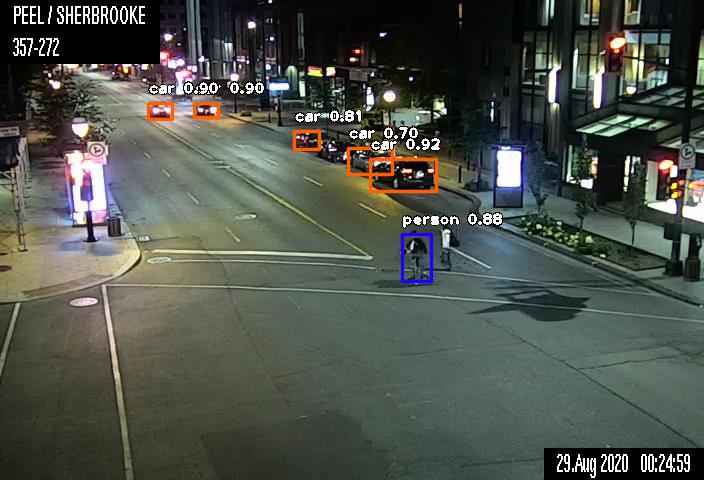 PEEL / SHERBROOKE
357-272
car 0.90
0.90
car 0.81
car 0.70
car 0.92
person 0.88
29.Aug 2020 00:24:59